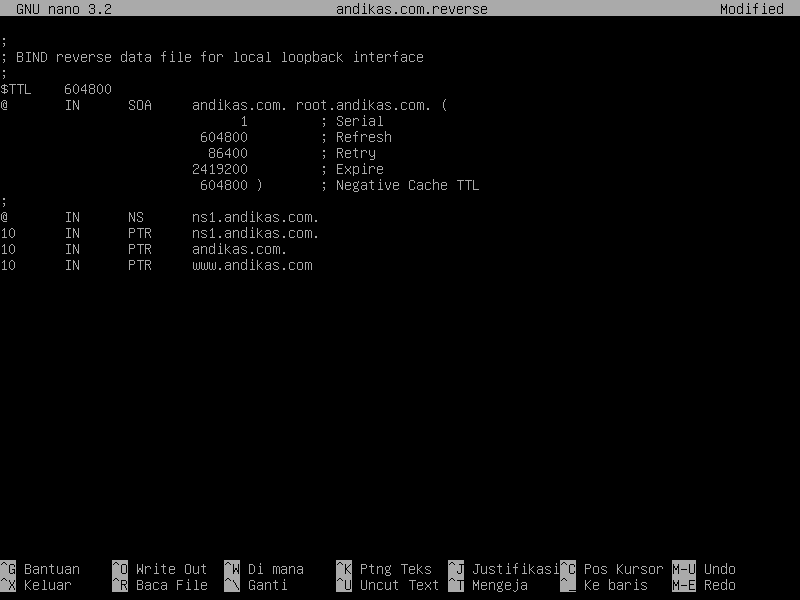 GNU nano 3.2 andikas.com.reverse Modified
;
; BIND reverse data file for local loopback interface
;
$TTL 604800
@ IN SOA andikas.com. root.andikas.com. (
1 ; Serial
604800 ; Refresh
86400 ; Retry
2419200 ; Expire
604800 ) ; Negative Cache TTL
;
@ IN NS ns1.andikas.com.
10 IN PTR ns1.andikas.com.
10 IN PTR andikas.com.
10 IN PTR www.andikas.com
^G Bantuan ^O Write Out ^W Di mana ^K Ptng Teks ^J Justifikasi ^C Pos Kursor M-U Undo
^X Keluar ^R Baca File ^\ Ganti ^U Uncut Text ^T Mengeja ^_ Ke baris M-E Redo